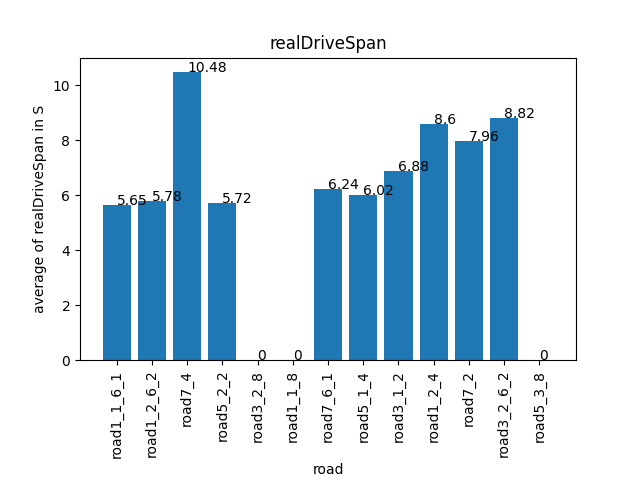 realDriveSpan
average of realDriveSpan in S
10
8
6
4
2
0
5.65
5.78
10.48
5.72
0
0
6.24
6.02
6.88
8.6
7.96
8.82
0
road1_1_6_1
road1_2_6_2
road7_4
road5_2_2
road3_2_8
road1_1_8
road7_6_1
road5_1_4
road3_1_2
road1_2_4
road7_2
road3_2_6_2
road5_3_8
road